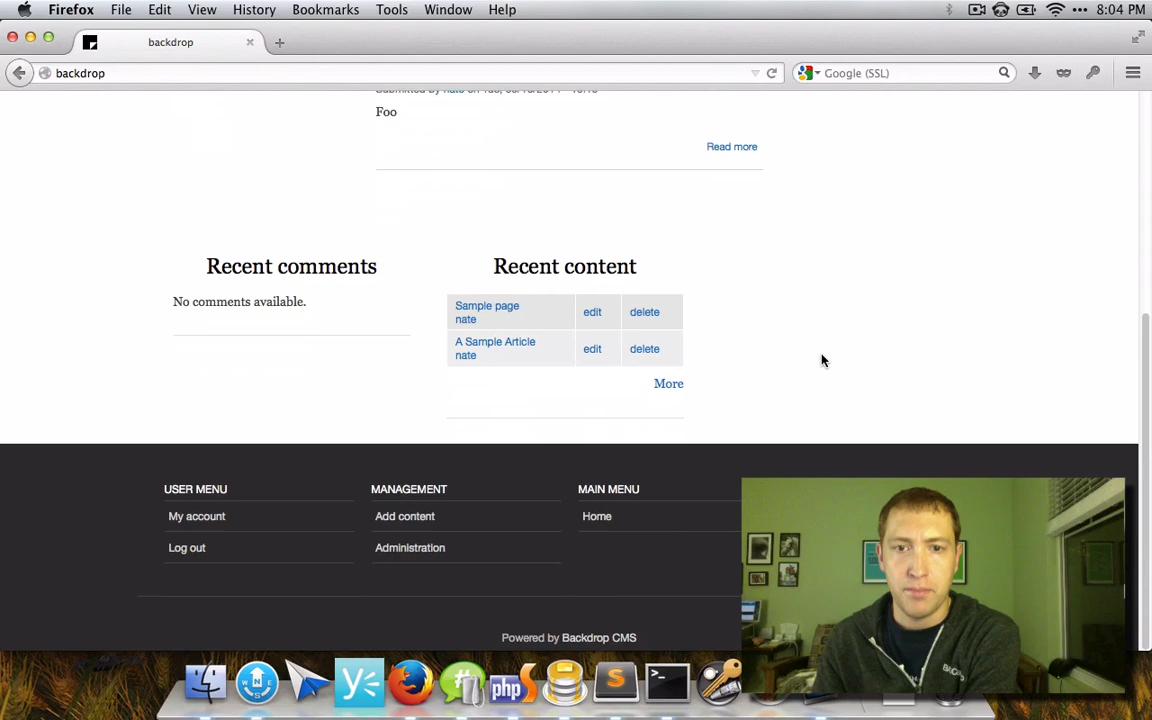 Firefox File Edit View History Bookmarks Tools Window Help 8:04 PM
backdrop
backdrop Google (SSL)
Foo
Read more
Recent comments
No comments available.
Recent content
Sample page edit delete
nate
A Sample Article edit delete
nate
More
USER MENU
My account
Log out
MANAGEMENT
Add content
Administration
MAIN MENU
Home
Powered by Backdrop CMS
php